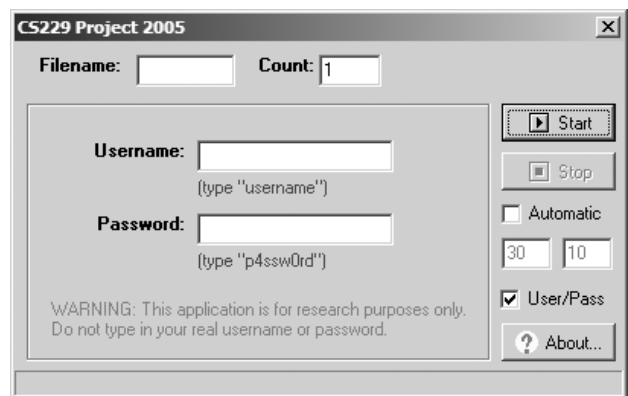 CS229 Project 2005
Filename:
Count: 1
Start
Username:
(type "username")
Stop
Automatic
Password:
30 10
(type "p4ssw0rd")
User/Pass
WARNING: This application is for research purposes only.
Do not type in your real username or password.
? About...